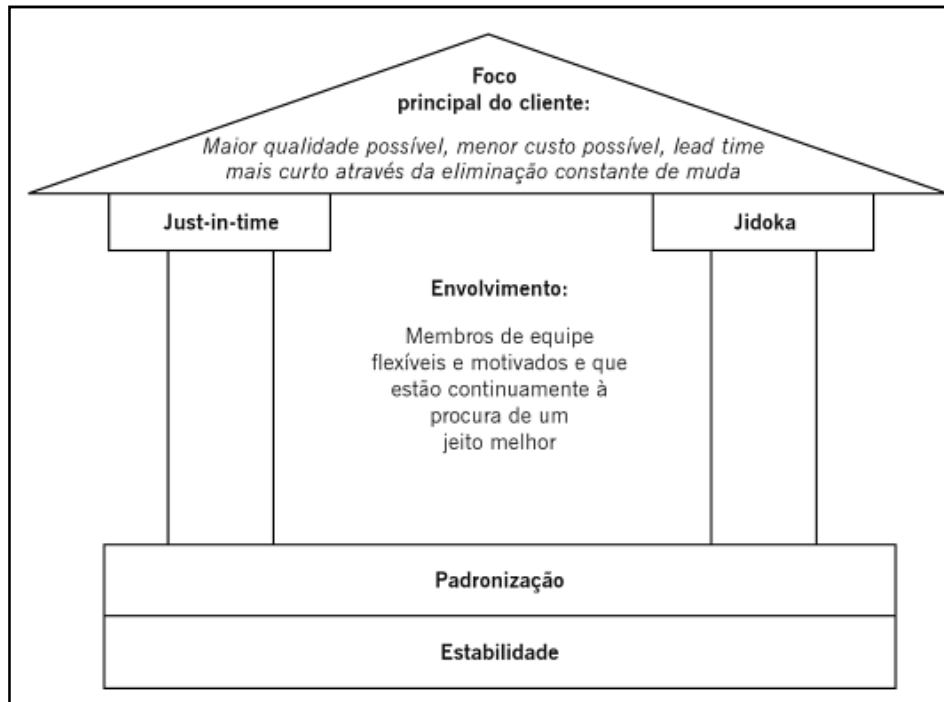 Foco
principal do cliente:
Maior qualidade possível, menor custo possível, lead time
mais curto através da eliminação constante de muda
Just-in-time
Jidoka
Envolvimento:
Membros de equipe
flexíveis e motivados e que
estão continuamente à
procura de um
jeito melhor
Padronização
Estabilidade